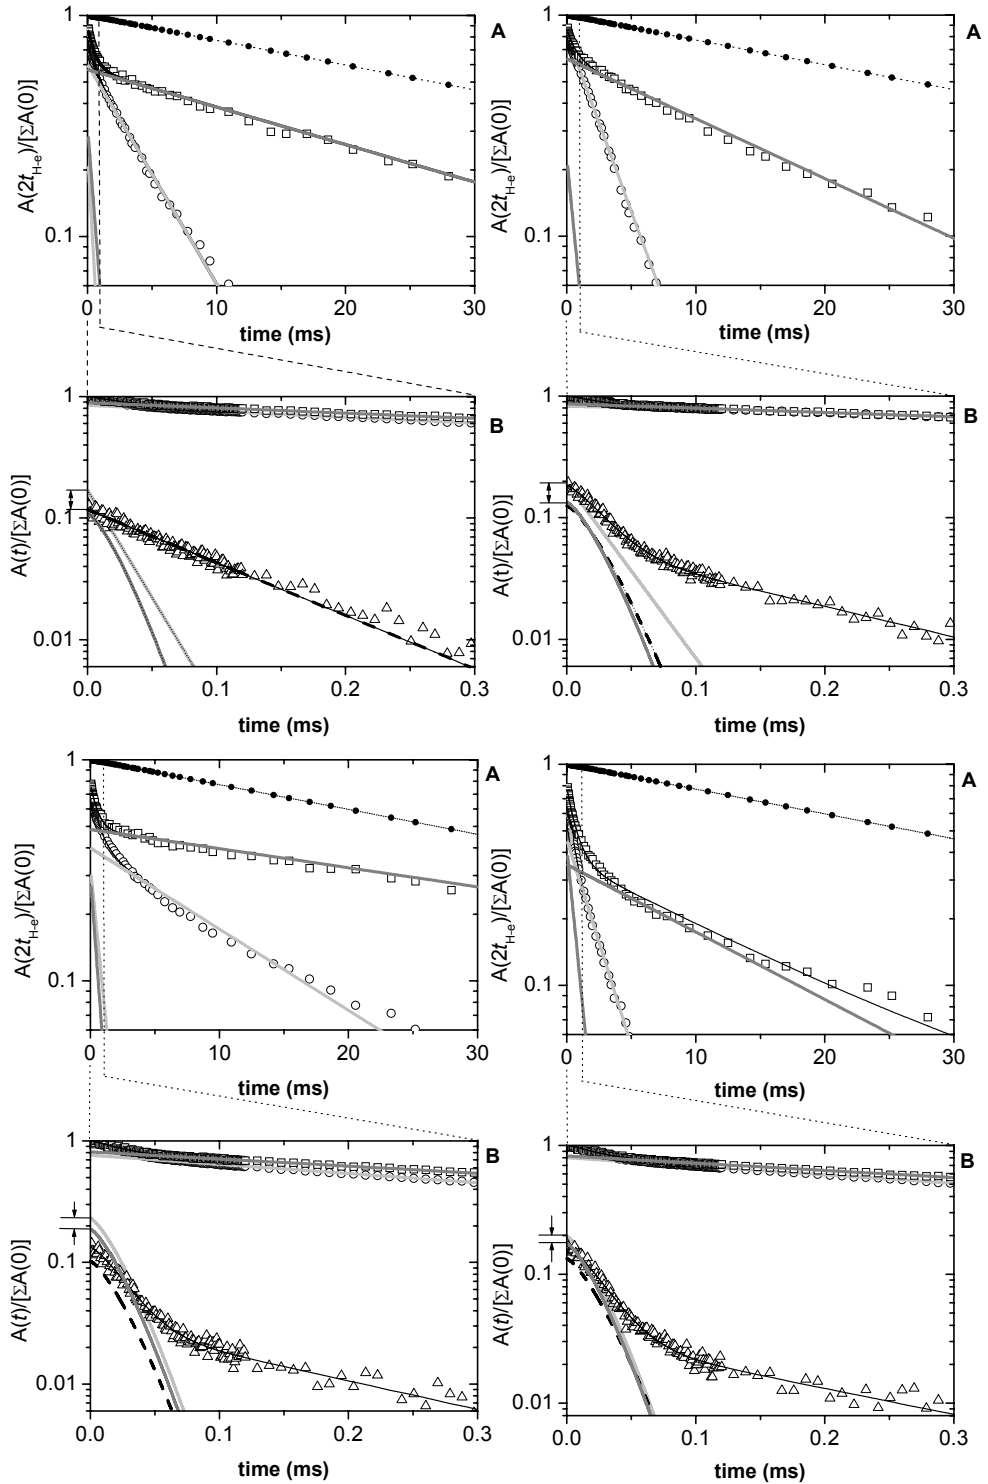 1
A
0.1
A(2t_H-e)/[ΣA(0)]
0 10 20 30
time (ms)
1
A
0.1
A(2t_H-e)/[ΣA(0)]
0 10 20 30
time (ms)
1
B
0.1
0.01
A(t)/[ΣA(0)]
0.0 0.1 0.2 0.3
time (ms)
1
B
0.1
0.01
A(t)/[ΣA(0)]
0.0 0.1 0.2 0.3
time (ms)
1
A
0.1
A(2t_H-e)/[ΣA(0)]
0 10 20 30
time (ms)
1
A
0.1
A(2t_H-e)/[ΣA(0)]
0 10 20 30
time (ms)
1
B
0.1
0.01
A(t)/[ΣA(0)]
0.0 0.1 0.2 0.3
time (ms)
1
B
0.1
0.01
A(t)/[ΣA(0)]
0.0 0.1 0.2 0.3
time (ms)